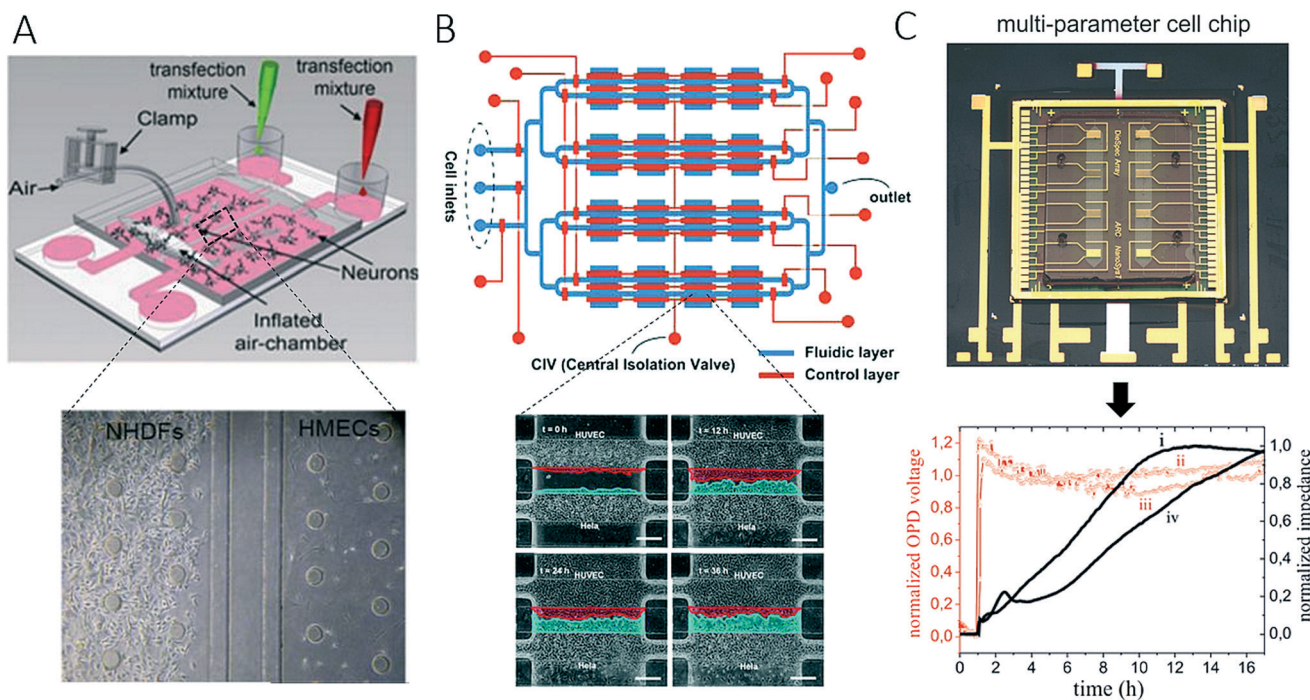 A
transfection
mixture
transfection
mixture
Clamp
Air
Neurons
Inflated
air-chamber
NHDFs
HMECs
B
Cell inlets
outlet
CIV (Central Isolation Valve)
Fluidic layer
Control layer
t = 0 h
HUVEC
Hela
t = 12 h
HUVEC
Hela
t = 24 h
HUVEC
Hela
t = 36 h
HUVEC
Hela
C
multi-parameter cell chip
Array
ARC
i
ii
iii
iv
normalized OPD voltage
1,2
1,0
0,8
0,6
0,4
0,2
0,0
normalized impedance
1,0
0,8
0,6
0,4
0,2
0,0
0 2 4 6 8 10 12 14 16
time (h)